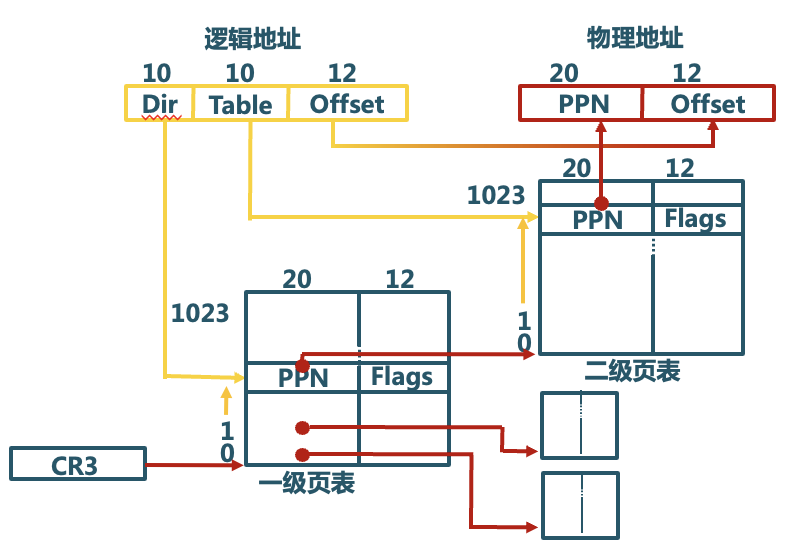 逻辑地址
物理地址
10 10 12
20 12
Dir Table Offset
PPN Offset
20 12
1023
PPN Flags
20 12
1023
1
0
二级页表
PPN Flags
1
0
CR3
一级页表